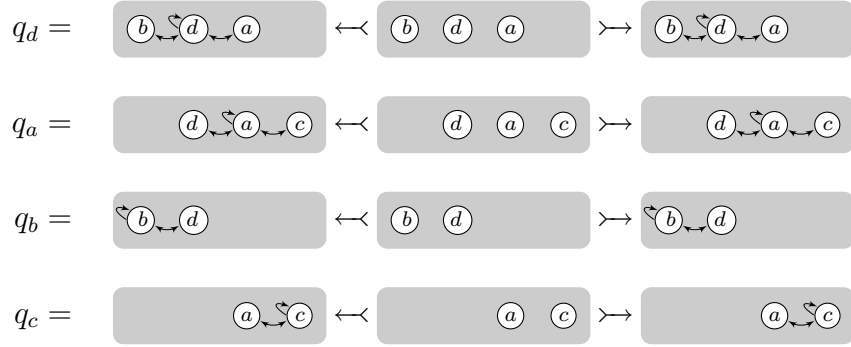 q_d = b d a ← b d a → b d a
q_a = d a c ← d a c → d a c
q_b = b d ← b d → b d
q_c = a c ← a c → a c